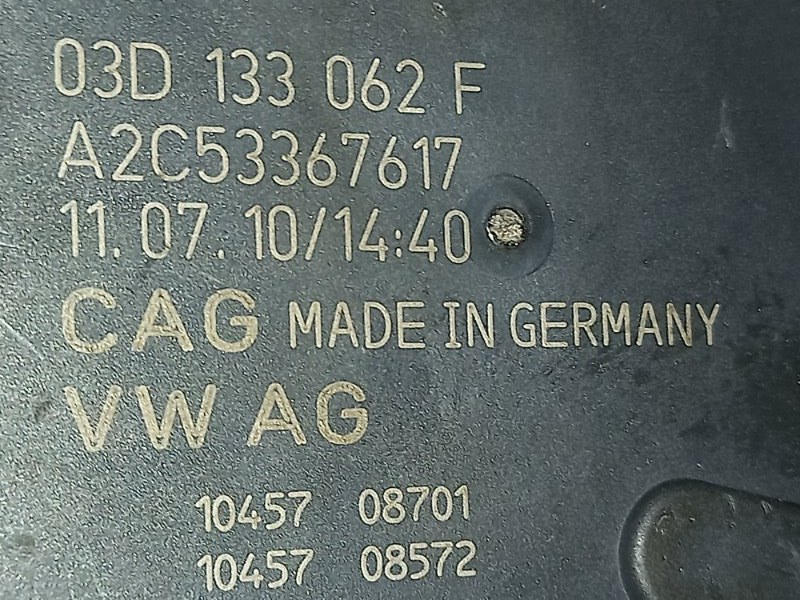 03D 133 062 F
A2C53367617
11.07.10/14:40
CAG MADE IN GERMANY
VW AG
10457 08701
10457 08572